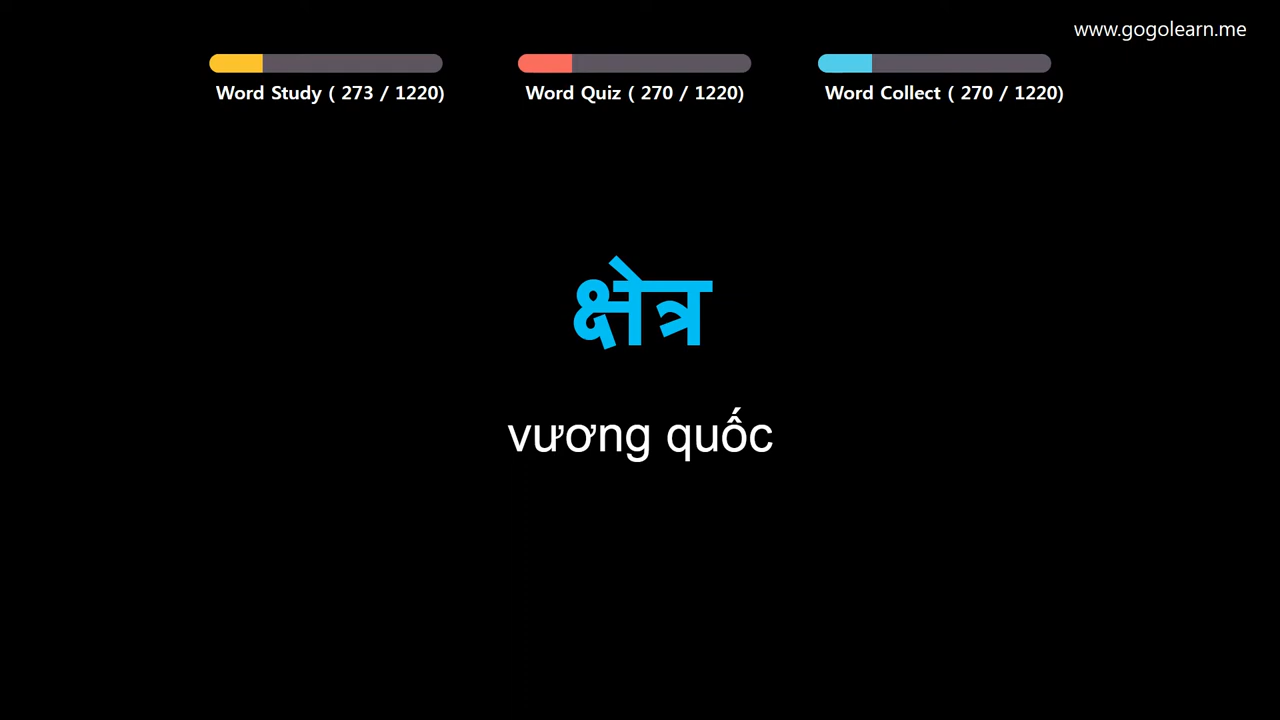 www.gogolearn.me
Word Study ( 273 / 1220)
Word Quiz ( 270 / 1220)
Word Collect ( 270 / 1220)
क्षेत्र
vương quốc